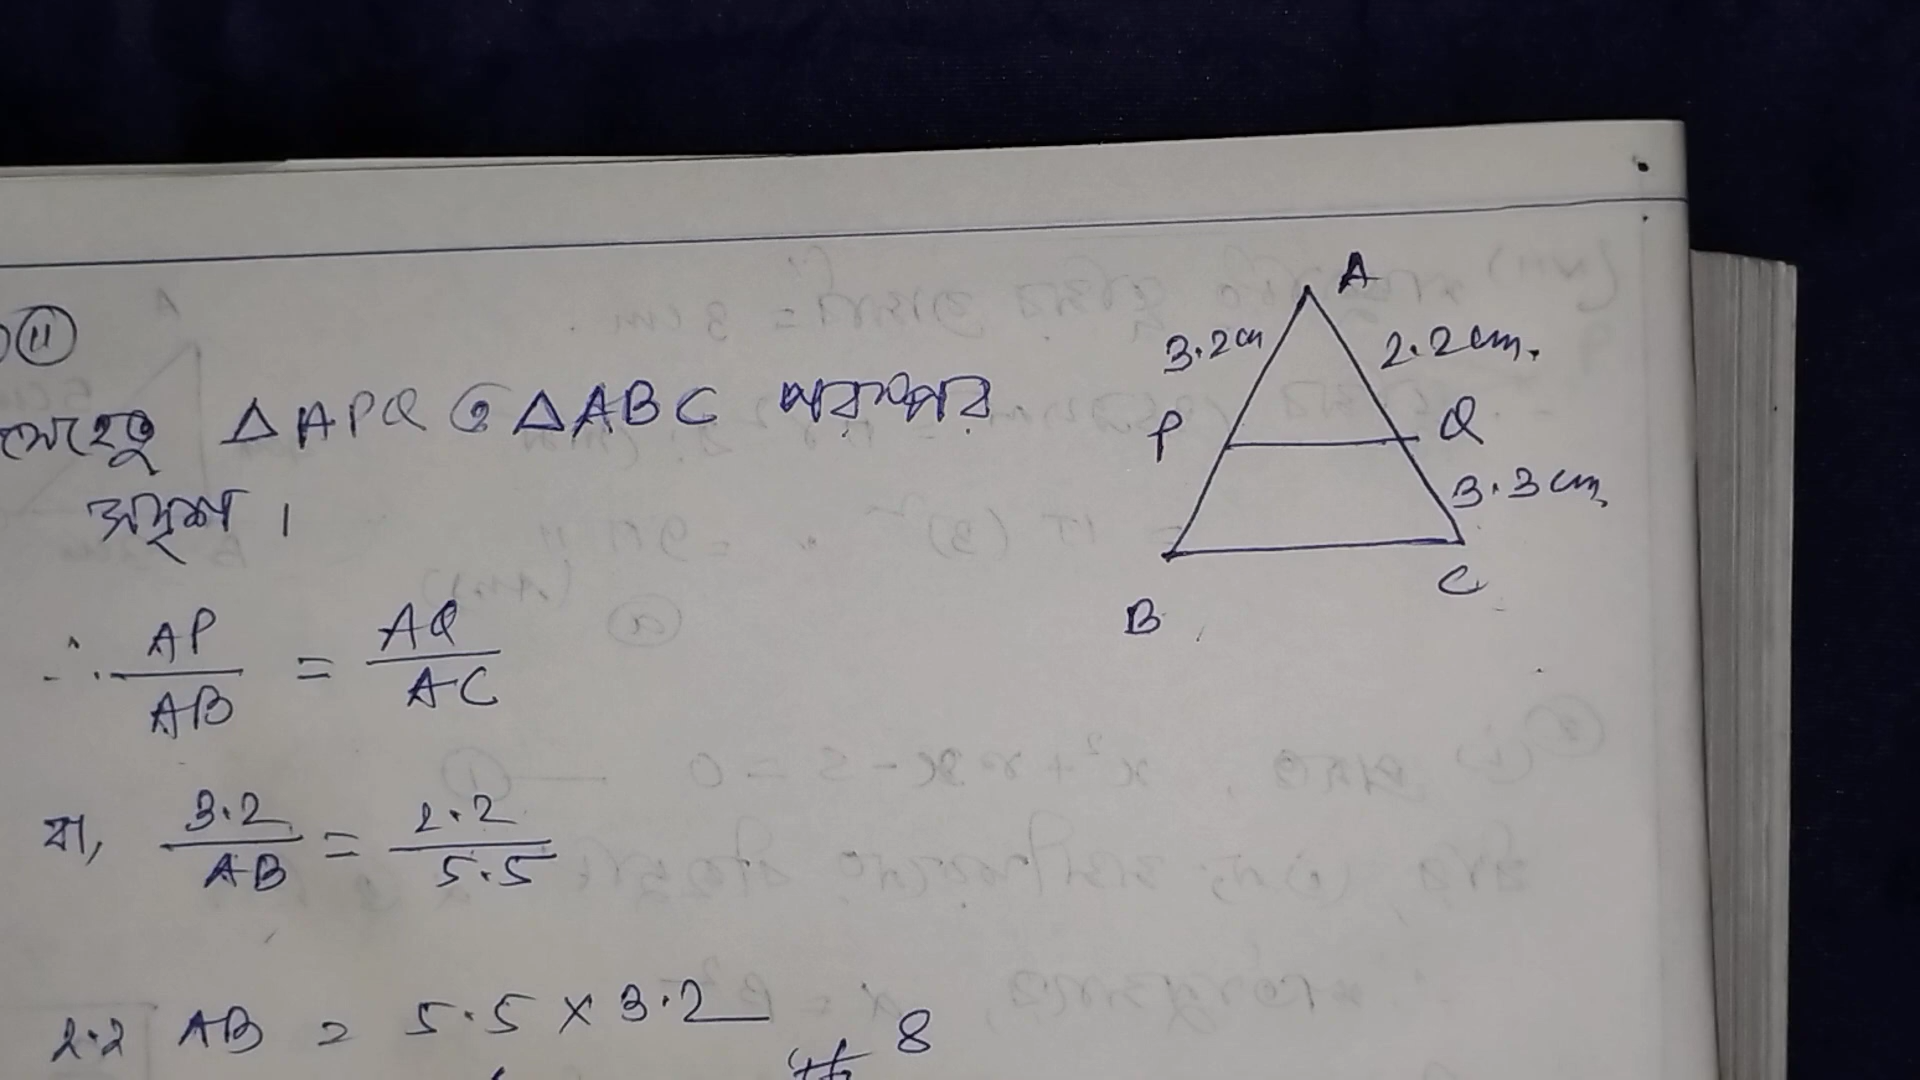 (11)
যেহেতু △APQ ও △ABC পরস্পর
সদৃশ।
A
3.2cm
2.2cm.
P
Q
3.3cm
B
C
∴ AP/AB = AQ/AC
বা, 3.2/AB = 2.2/5.5
2.2 AB = 5.5 × 3.2
8